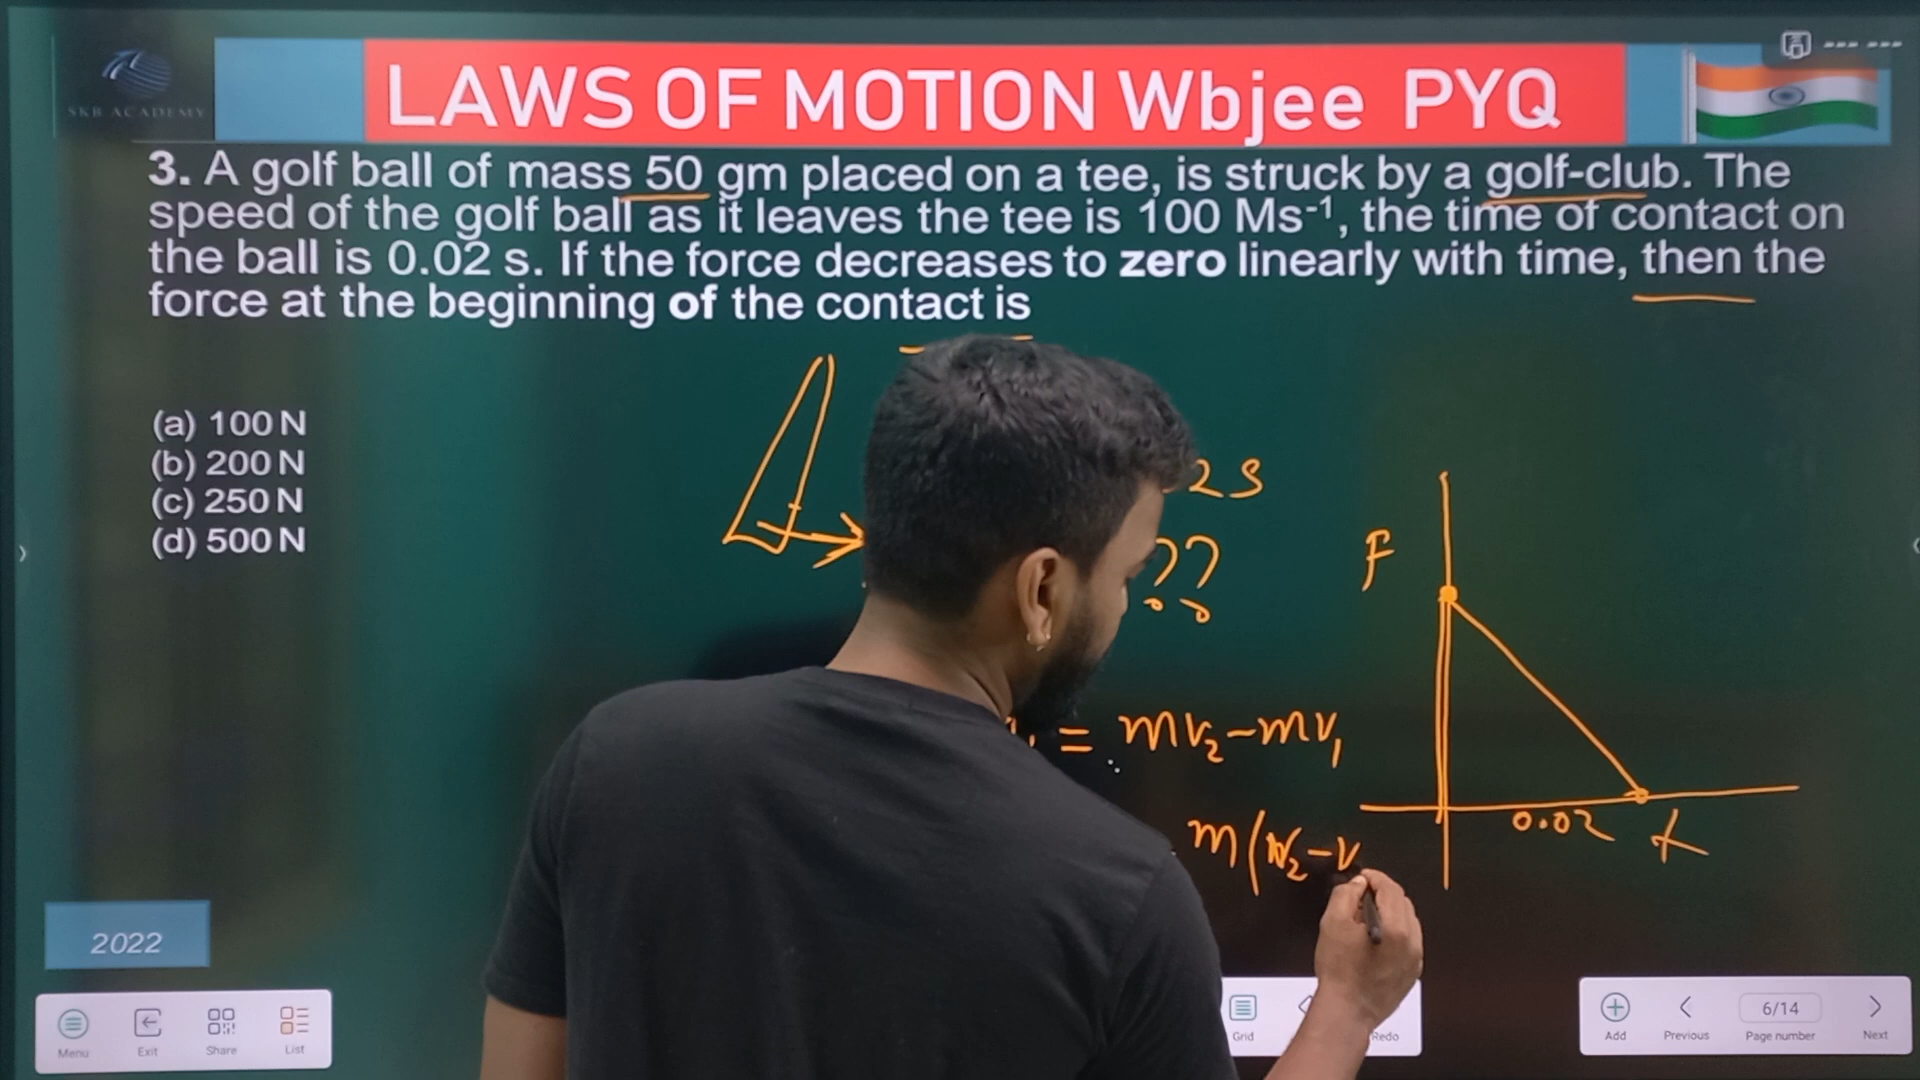 SKB ACADEMY
LAWS OF MOTION Wbjee PYQ
3. A golf ball of mass 50 gm placed on a tee, is struck by a golf-club. The
speed of the golf ball as it leaves the tee is 100 Ms⁻¹, the time of contact on
the ball is 0.02 s. If the force decreases to zero linearly with time, then the
force at the beginning of the contact is
(a) 100 N
(b) 200 N
(c) 250 N
(d) 500 N
2 S
??
F
= mv₂-mv₁
m(v₂-v
0.02
t
2022
Menu
Exit
Share
List
Grid
Redo
Add
Previous
6/14
Page number
Next